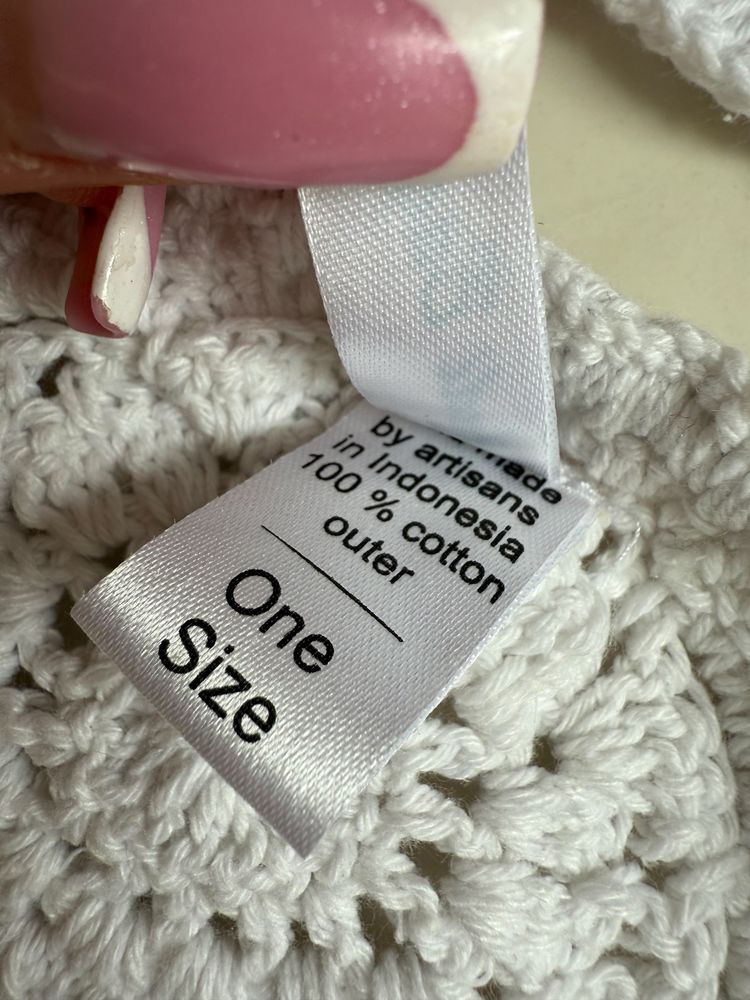 made
by artisans
in Indonesia
100 % cotton
outer
One
Size